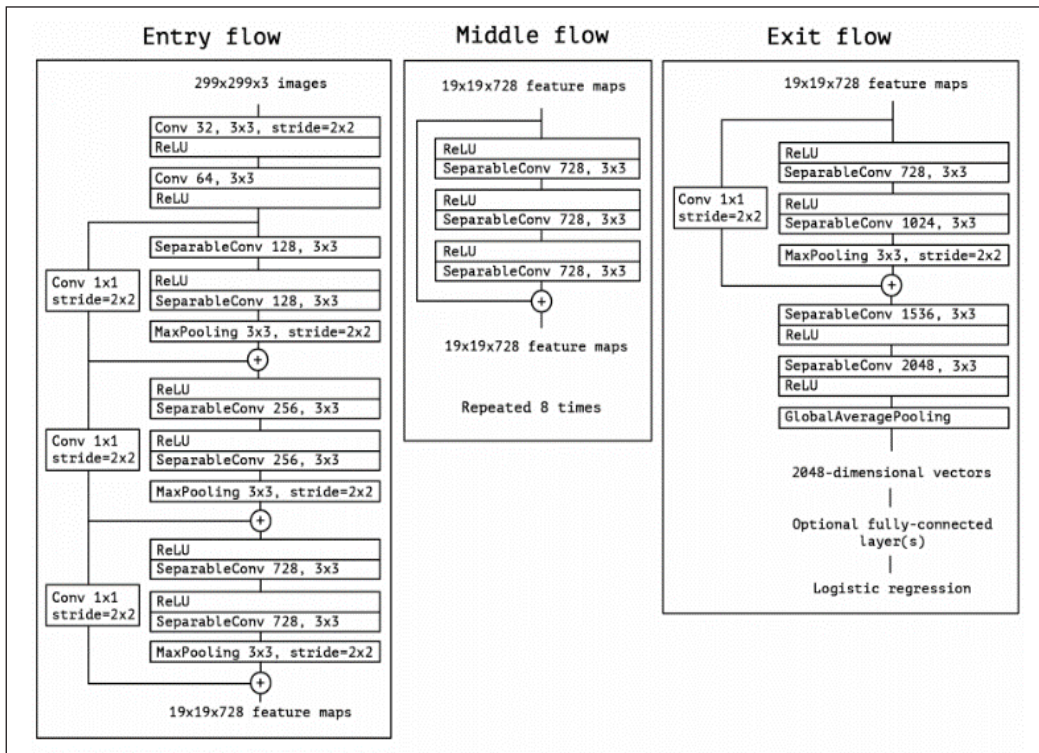 Entry flow
299x299x3 images
Conv 32, 3x3, stride=2x2
ReLU
Conv 64, 3x3
ReLU
SeparableConv 128, 3x3
Conv 1x1
stride=2x2
ReLU
SeparableConv 128, 3x3
MaxPooling 3x3, stride=2x2
+
ReLU
SeparableConv 256, 3x3
Conv 1x1
stride=2x2
ReLU
SeparableConv 256, 3x3
MaxPooling 3x3, stride=2x2
+
ReLU
SeparableConv 728, 3x3
Conv 1x1
stride=2x2
ReLU
SeparableConv 728, 3x3
MaxPooling 3x3, stride=2x2
+
19x19x728 feature maps
Middle flow
19x19x728 feature maps
ReLU
SeparableConv 728, 3x3
ReLU
SeparableConv 728, 3x3
ReLU
SeparableConv 728, 3x3
+
19x19x728 feature maps
Repeated 8 times
Exit flow
19x19x728 feature maps
ReLU
SeparableConv 728, 3x3
Conv 1x1
stride=2x2
ReLU
SeparableConv 1024, 3x3
MaxPooling 3x3, stride=2x2
+
SeparableConv 1536, 3x3
ReLU
SeparableConv 2048, 3x3
ReLU
GlobalAveragePooling
2048-dimensional vectors
Optional fully-connected
layer(s)
Logistic regression